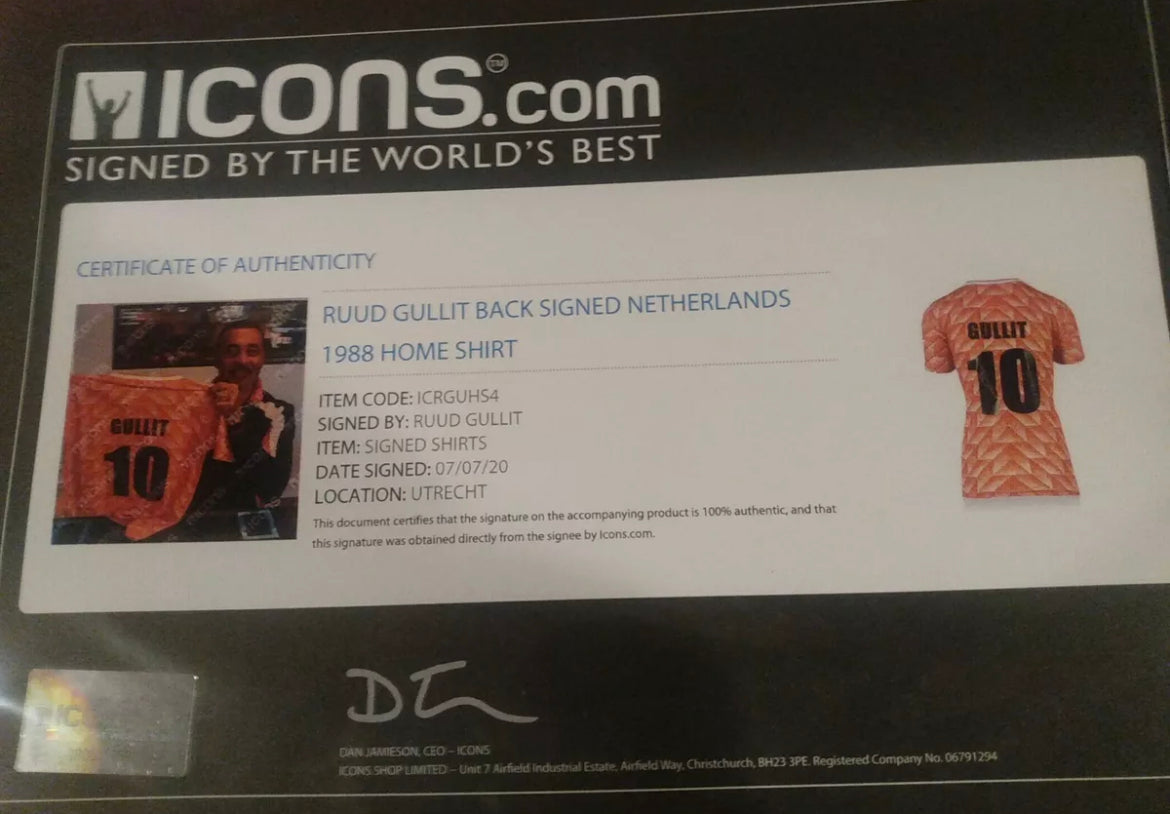 ICONS.com™
SIGNED BY THE WORLD'S BEST
CERTIFICATE OF AUTHENTICITY
RUUD GULLIT BACK SIGNED NETHERLANDS
1988 HOME SHIRT
GULLIT
10
GULLIT
10
ITEM CODE: ICRGUHS4
SIGNED BY: RUUD GULLIT
ITEM: SIGNED SHIRTS
DATE SIGNED: 07/07/20
LOCATION: UTRECHT
This document certifies that the signature on the accompanying product is 100% authentic, and that
this signature was obtained directly from the signee by Icons.com.
DAN JAMIESON, CEO – ICONS
ICONS SHOP LIMITED – Unit 7 Airfield Industrial Estate, Airfield Way, Christchurch, BH23 3PE. Registered Company No. 06791294